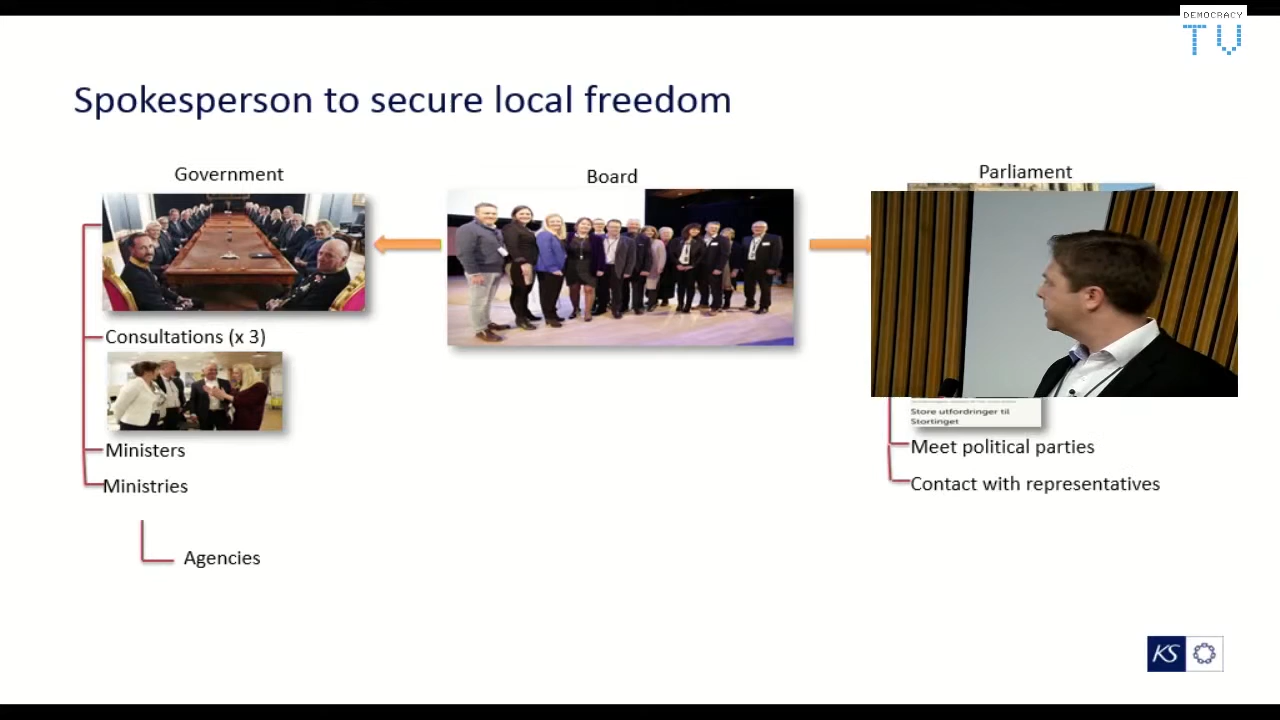 DEMOCRACY
TV
Spokesperson to secure local freedom
Government
Board
Parliament
Consultations (x 3)
Store utfordringer til
Stortinget
Ministers
Meet political parties
Ministries
Contact with representatives
Agencies
KS